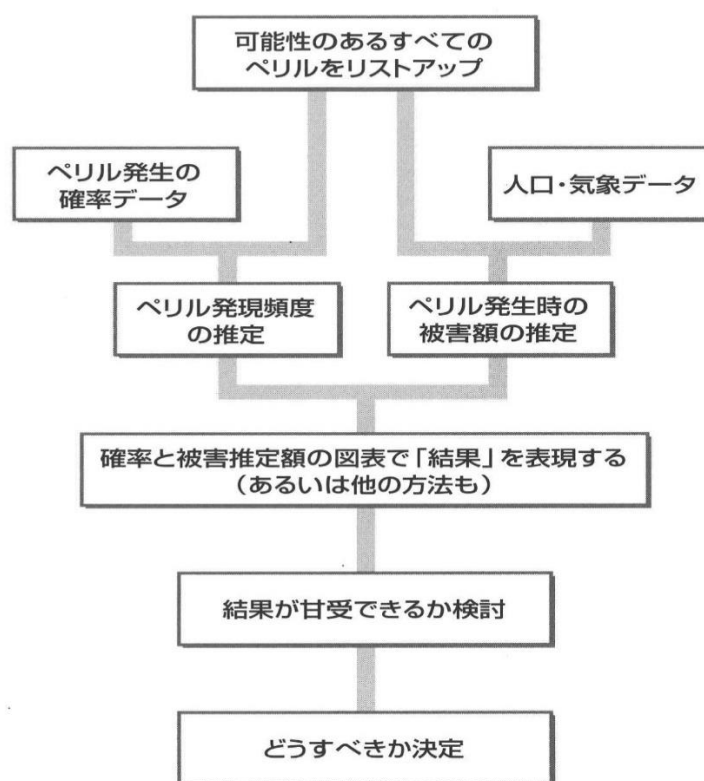 可能性のあるすべての
ペリルをリストアップ
ペリル発生の
確率データ
人口・気象データ
ペリル発現頻度
の推定
ペリル発生時の
被害額の推定
確率と被害推定額の図表で「結果」を表現する
（あるいは他の方法も）
結果が甘受できるか検討
どうすべきか決定